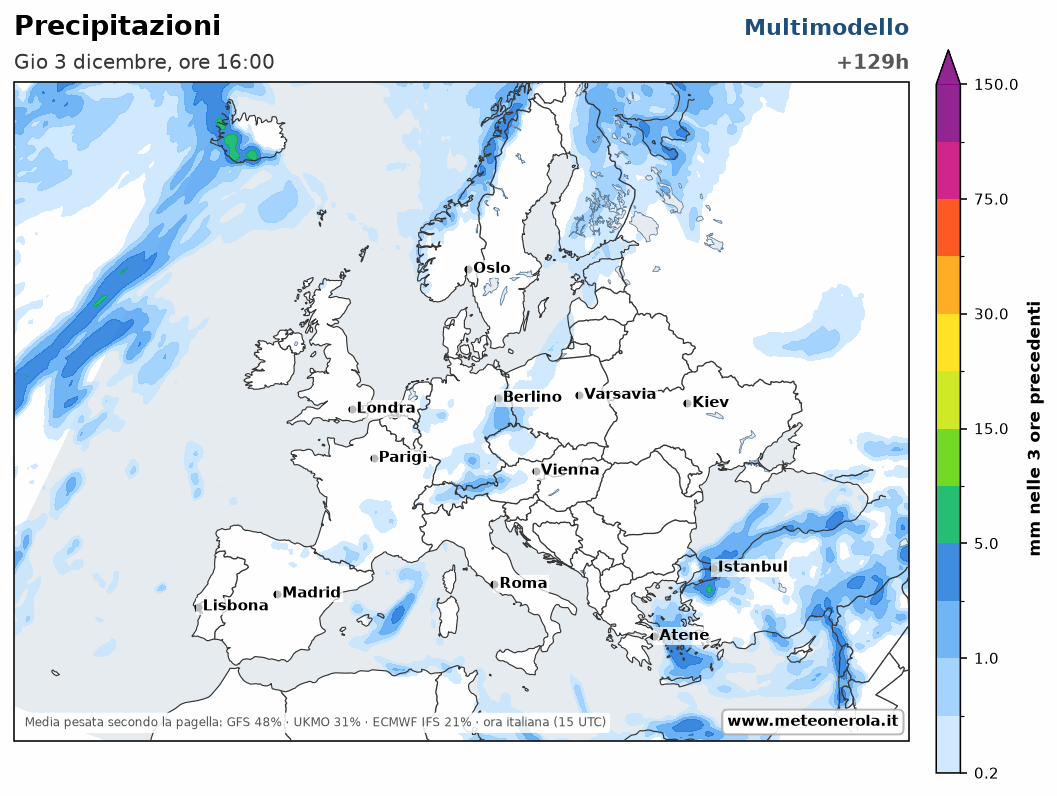 Precipitazioni
Multimodello
Gio 3 dicembre, ore 16:00
+129h
150.0
75.0
30.0
15.0
5.0
1.0
0.2
mm nelle 3 ore precedenti
Oslo
Londra
Berlino
Varsavia
Kiev
Parigi
Vienna
Istanbul
Madrid
Roma
Lisbona
Atene
Media pesata secondo la pagella: GFS 48% · UKMO 31% · ECMWF IFS 21% · ora italiana (15 UTC)
www.meteonerola.it